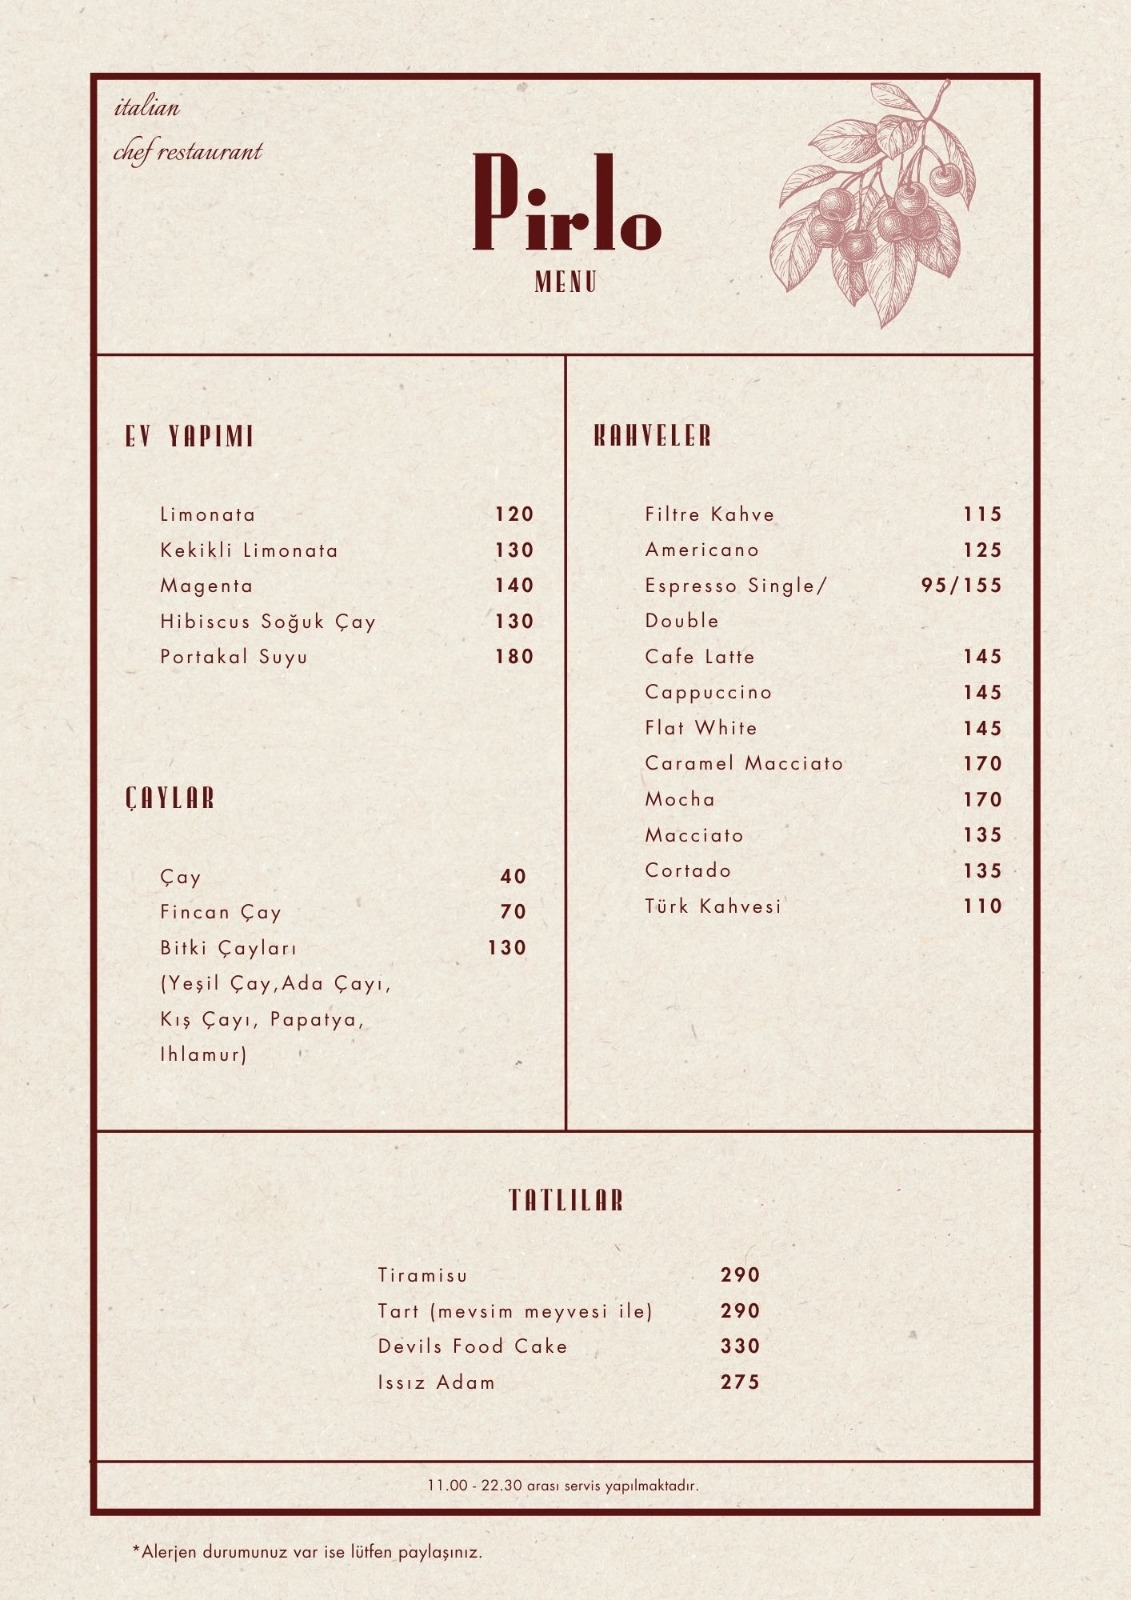 italian
chef restaurant
Pirlo
MENU
EV YAPIMI
Limonata 120
Kekikli Limonata 130
Magenta 140
Hibiscus Soğuk Çay 130
Portakal Suyu 180
ÇAYLAR
Çay 40
Fincan Çay 70
Bitki Çayları 130
(Yeşil Çay,Ada Çayı,
Kış Çayı, Papatya,
Ihlamur)
KAHVELER
Filtre Kahve 115
Americano 125
Espresso Single/ 95/155
Double
Cafe Latte 145
Cappuccino 145
Flat White 145
Caramel Macciato 170
Mocha 170
Macciato 135
Cortado 135
Türk Kahvesi 110
TATLILAR
Tiramisu 290
Tart (mevsim meyvesi ile) 290
Devils Food Cake 330
Issız Adam 275
11.00 - 22.30 arası servis yapılmaktadır.
*Alerjen durumunuz var ise lütfen paylaşınız.